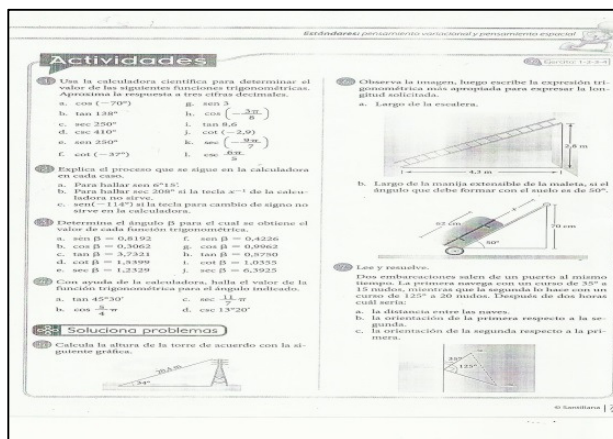 Estándares: pensamiento variacional y pensamiento espacial
Actividades
Usa la calculadora científica para determinar el
valor de las siguientes funciones trigonométricas.
Aproxima la respuesta a tres cifras decimales.
a. cos (−70°)
b. tan 128°
c. sec 250°
d. csc 410°
e. sen 250°
f. cot (−37°)
g. sen 3
h. cos (−3π/8)
i. tan 8,6
j. cot (−2,9)
k. sec (−9π/7)
l. csc 6π/5
Explica el proceso que se sigue en la calculadora
en cada caso.
a. Para hallar sen 6°15'.
b. Para hallar sec 208° si la tecla x⁻¹ de la calcu-
ladora no sirve.
c. sen(−114°) si la tecla para cambio de signo no
sirve en la calculadora.
Determina el ángulo β para el cual se obtiene el
valor de cada función trigonométrica.
a. sen β = 0,8192
b. cos β = 0,3062
c. tan β = 3,7321
d. cot β = 1,5399
e. sec β = 1,2329
f. sen β = 0,4226
g. cos β = 0,9962
h. tan β = 0,5750
i. cot β = 1,0355
j. sec β = 6,3925
Con ayuda de la calculadora, halla el valor de la
función trigonométrica para el ángulo indicado.
a. tan 45°30'
b. cos 5/4 π
c. sec 11/7 π
d. csc 13°20'
Soluciona problemas
Calcula la altura de la torre de acuerdo con la si-
guiente gráfica.
Observa la imagen, luego escribe la expresión tri-
gonométrica más apropiada para expresar la lon-
gitud solicitada.
a. Largo de la escalera.
4,3 m
b. Largo de la manija extensible de la maleta, si el
ángulo que debe formar con el suelo es de 50°.
70 cm
50°
Lee y resuelve.
Dos embarcaciones salen de un puerto al mismo
tiempo. La primera navega con un curso de 35° a
15 nudos, mientras que la segunda lo hace con un
curso de 125° a 20 nudos. Después de dos horas
cuál sería:
a. la distancia entre las naves.
b. la orientación de la primera respecto a la se-
gunda.
c. la orientación de la segunda respecto a la pri-
mera.
35°
125°
© Santillana